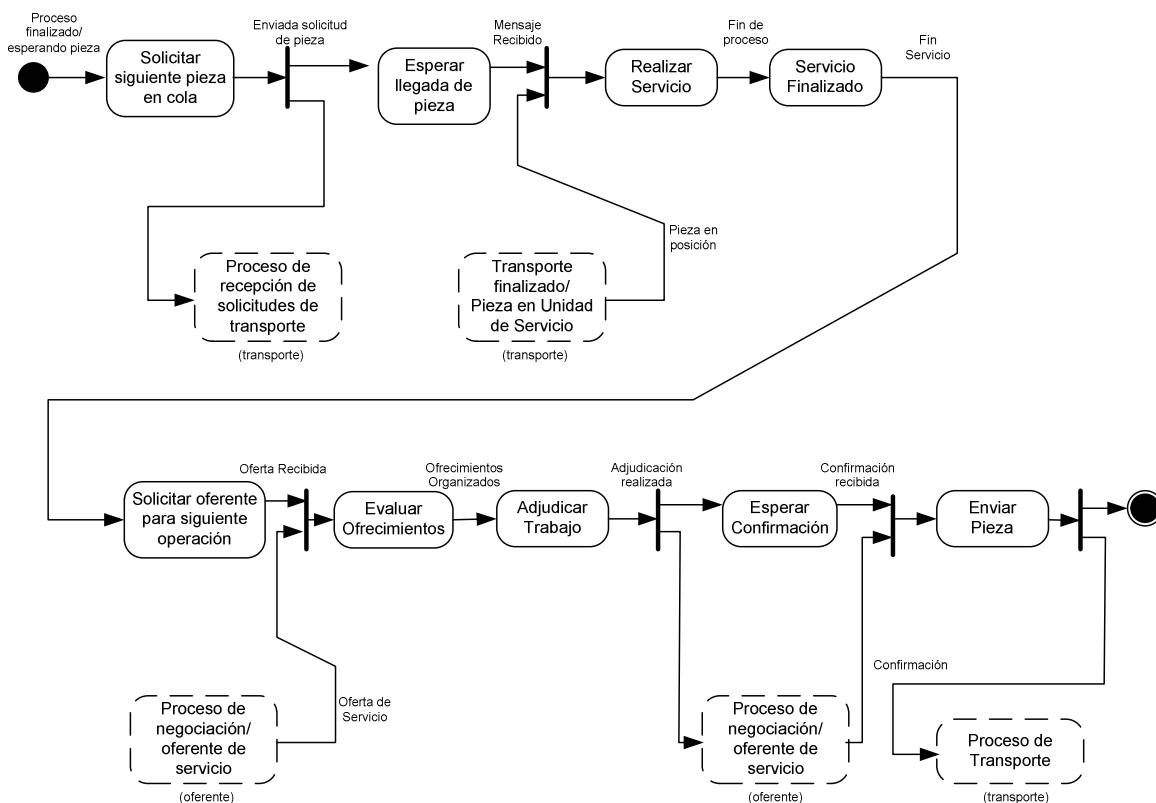 Proceso
finalizado/
esperando pieza
Solicitar
siguiente pieza
en cola
Enviada solicitud
de pieza
Esperar
llegada de
pieza
Mensaje
Recibido
Realizar
Servicio
Fin de
proceso
Servicio
Finalizado
Fin
Servicio
Proceso de
recepción de
solicitudes de
transporte
(transporte)
Transporte
finalizado/
Pieza en Unidad
de Servicio
(transporte)
Pieza en
posición
Solicitar oferente
para siguiente
operación
Oferta Recibida
Evaluar
Ofrecimientos
Ofrecimientos
Organizados
Adjudicar
Trabajo
Adjudicación
realizada
Esperar
Confirmación
Confirmación
recibida
Enviar
Pieza
Proceso de
negociación/
oferente de
servicio
(oferente)
Oferta de
Servicio
Proceso de
negociación/
oferente de
servicio
(oferente)
Confirmación
Proceso de
Transporte
(transporte)